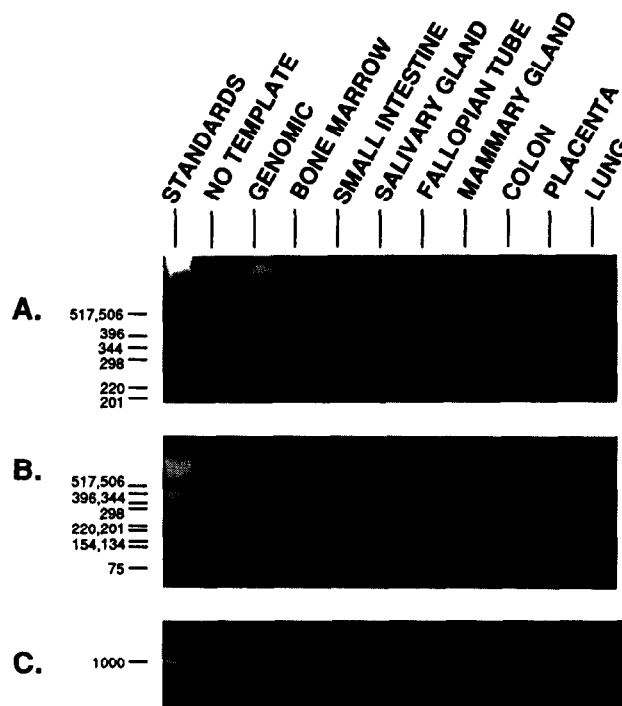 STANDARDS
NO TEMPLATE
GENOMIC
BONE MARROW
SMALL INTESTINE
SALIVARY GLAND
FALLOPIAN TUBE
MAMMARY GLAND
COLON
PLACENTA
LUNG
A.
517,506
396
344
298
220
201
B.
517,506
396,344
298
220,201
154,134
75
C.
1000